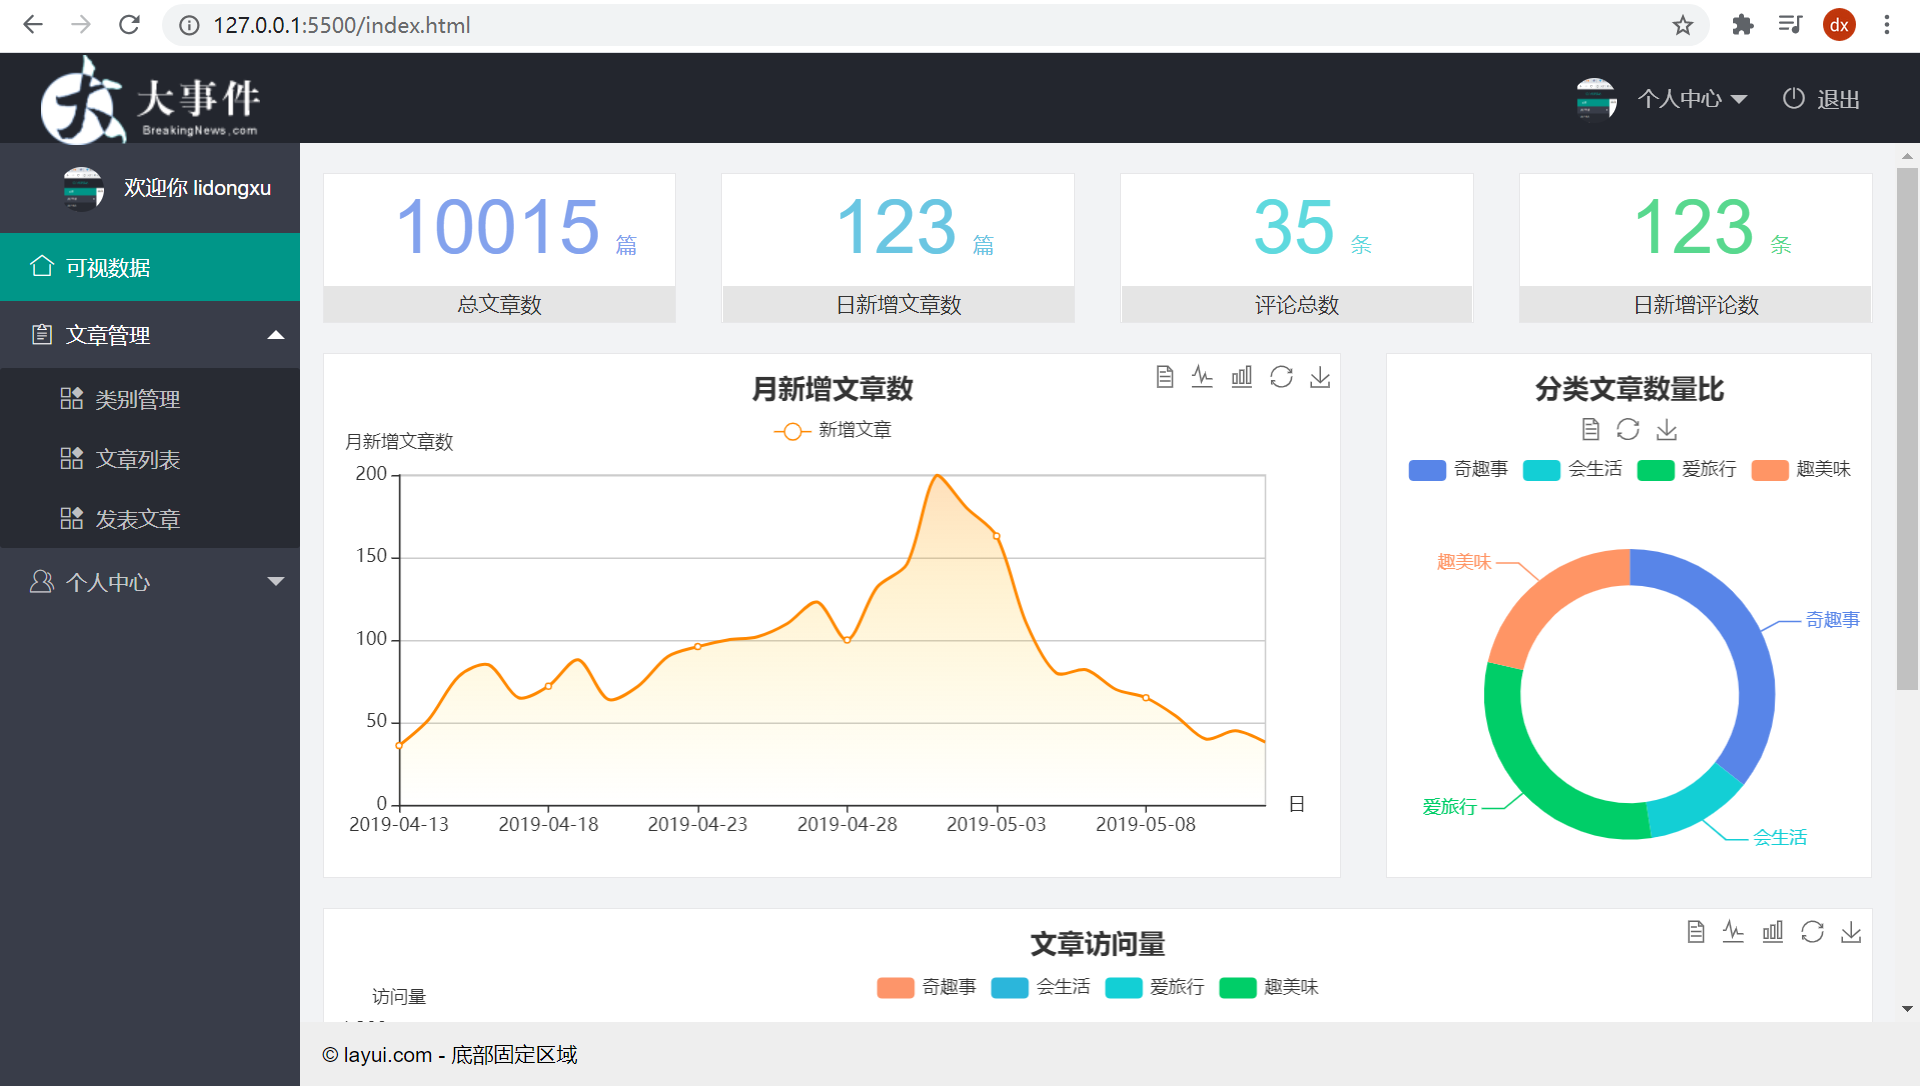 127.0.0.1:5500/index.html
dx
大事件
BreakingNews.com
个人中心
退出
欢迎你 lidongxu
可视数据
文章管理
类别管理
文章列表
发表文章
个人中心
10015 篇
总文章数
123 篇
日新增文章数
35 条
评论总数
123 条
日新增评论数
月新增文章数
新增文章
月新增文章数
200
150
100
50
0
2019-04-13 2019-04-18 2019-04-23 2019-04-28 2019-05-03 2019-05-08
日
分类文章数量比
奇趣事 会生活 爱旅行 趣美味
趣美味
奇趣事
爱旅行
会生活
文章访问量
奇趣事 会生活 爱旅行 趣美味
访问量
© layui.com - 底部固定区域